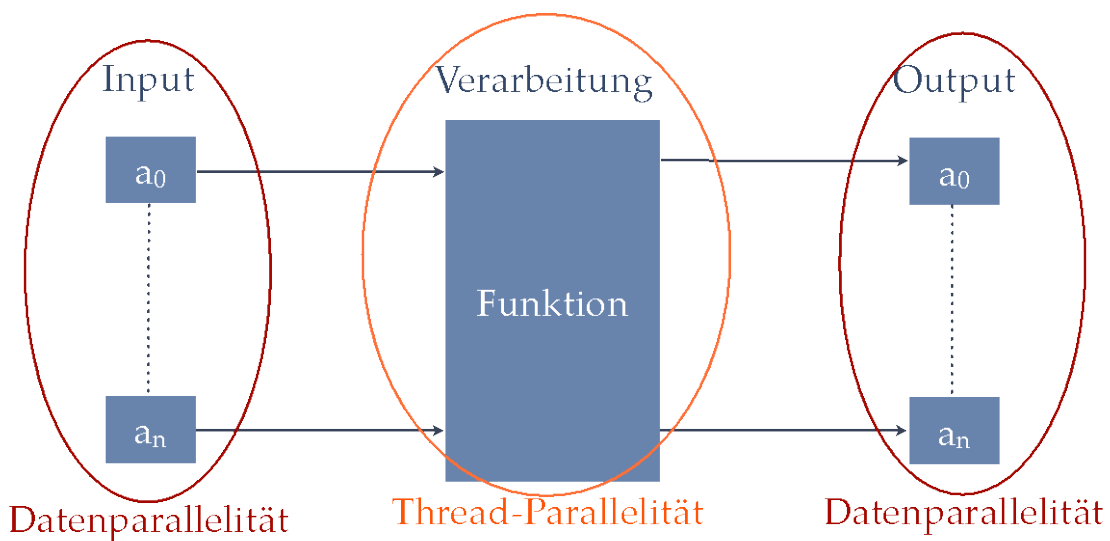 Input
Verarbeitung
Output
a0
a0
Funktion
an
an
Datenparallelität
Thread-Parallelität
Datenparallelität